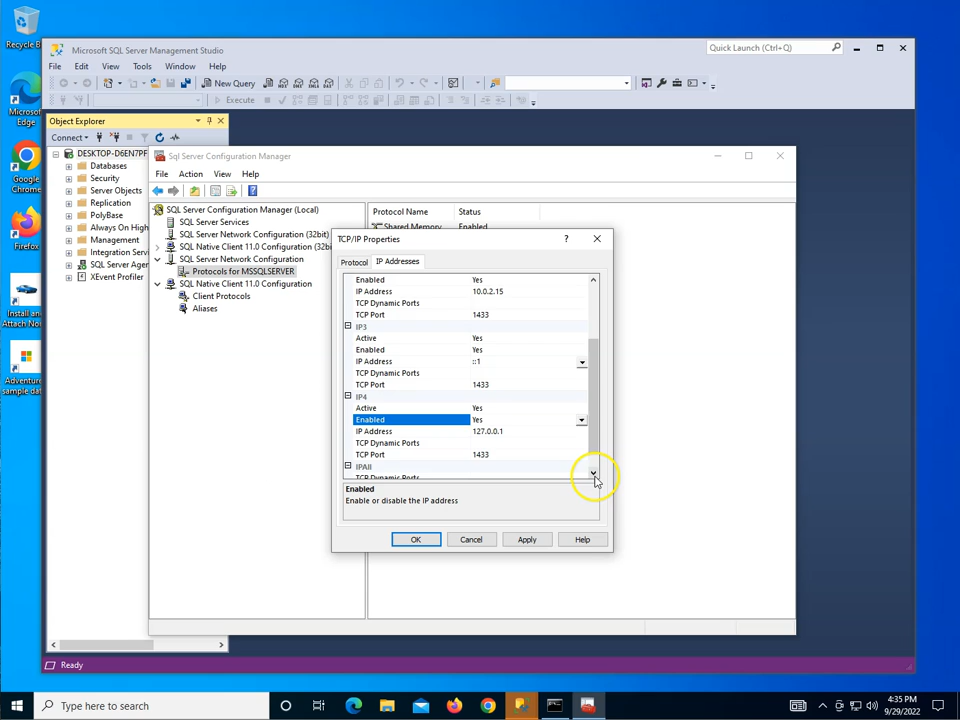 Recycle B
Microsoft
Edge
Google
Chrome
Firefox
License and
Attach No
Adventure
sample da
Microsoft SQL Server Management Studio
Quick Launch (Ctrl+Q)
File Edit View Tools Window Help
New Query
Execute
Object Explorer
Connect
DESKTOP-D6EN7PF
Databases
Security
Server Objects
Replication
PolyBase
Always On High
Management
Integration Servic
SQL Server Agen
XEvent Profiler
Ready
Sql Server Configuration Manager
File Action View Help
SQL Server Configuration Manager (Local)
SQL Server Services
SQL Server Network Configuration (32bit)
SQL Native Client 11.0 Configuration (32bi
SQL Server Network Configuration
Protocols for MSSQLSERVER
SQL Native Client 11.0 Configuration
Client Protocols
Aliases
Protocol Name Status
Shared Memory Enabled
TCP/IP Properties
Protocol IP Addresses
Enabled Yes
IP Address 10.0.2.15
TCP Dynamic Ports
TCP Port 1433
IP3
Active Yes
Enabled Yes
IP Address ::1
TCP Dynamic Ports
TCP Port 1433
IP4
Active Yes
Enabled Yes
IP Address 127.0.0.1
TCP Dynamic Ports
TCP Port 1433
IPAll
TCP Dynamic Ports
Enabled
Enable or disable the IP address
OK Cancel Apply Help
Type here to search
4:35 PM
9/29/2022